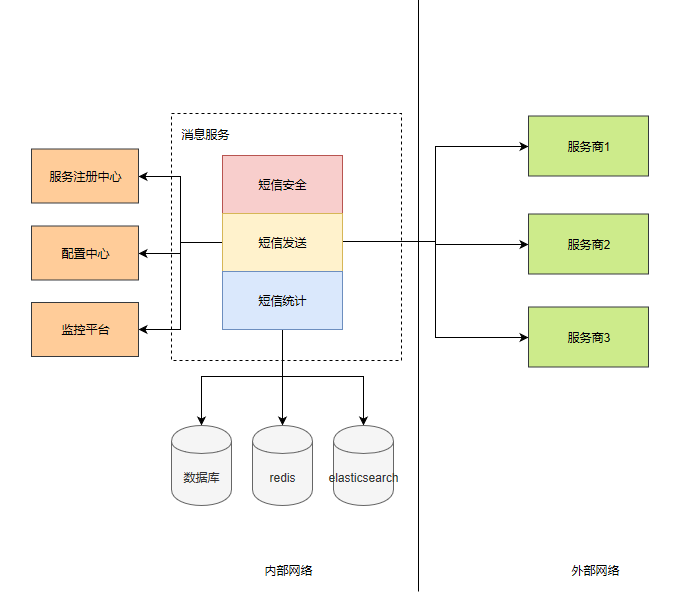 消息服务
短信安全
短信发送
短信统计
服务注册中心
配置中心
监控平台
服务商1
服务商2
服务商3
数据库
redis
elasticsearch
内部网络
外部网络